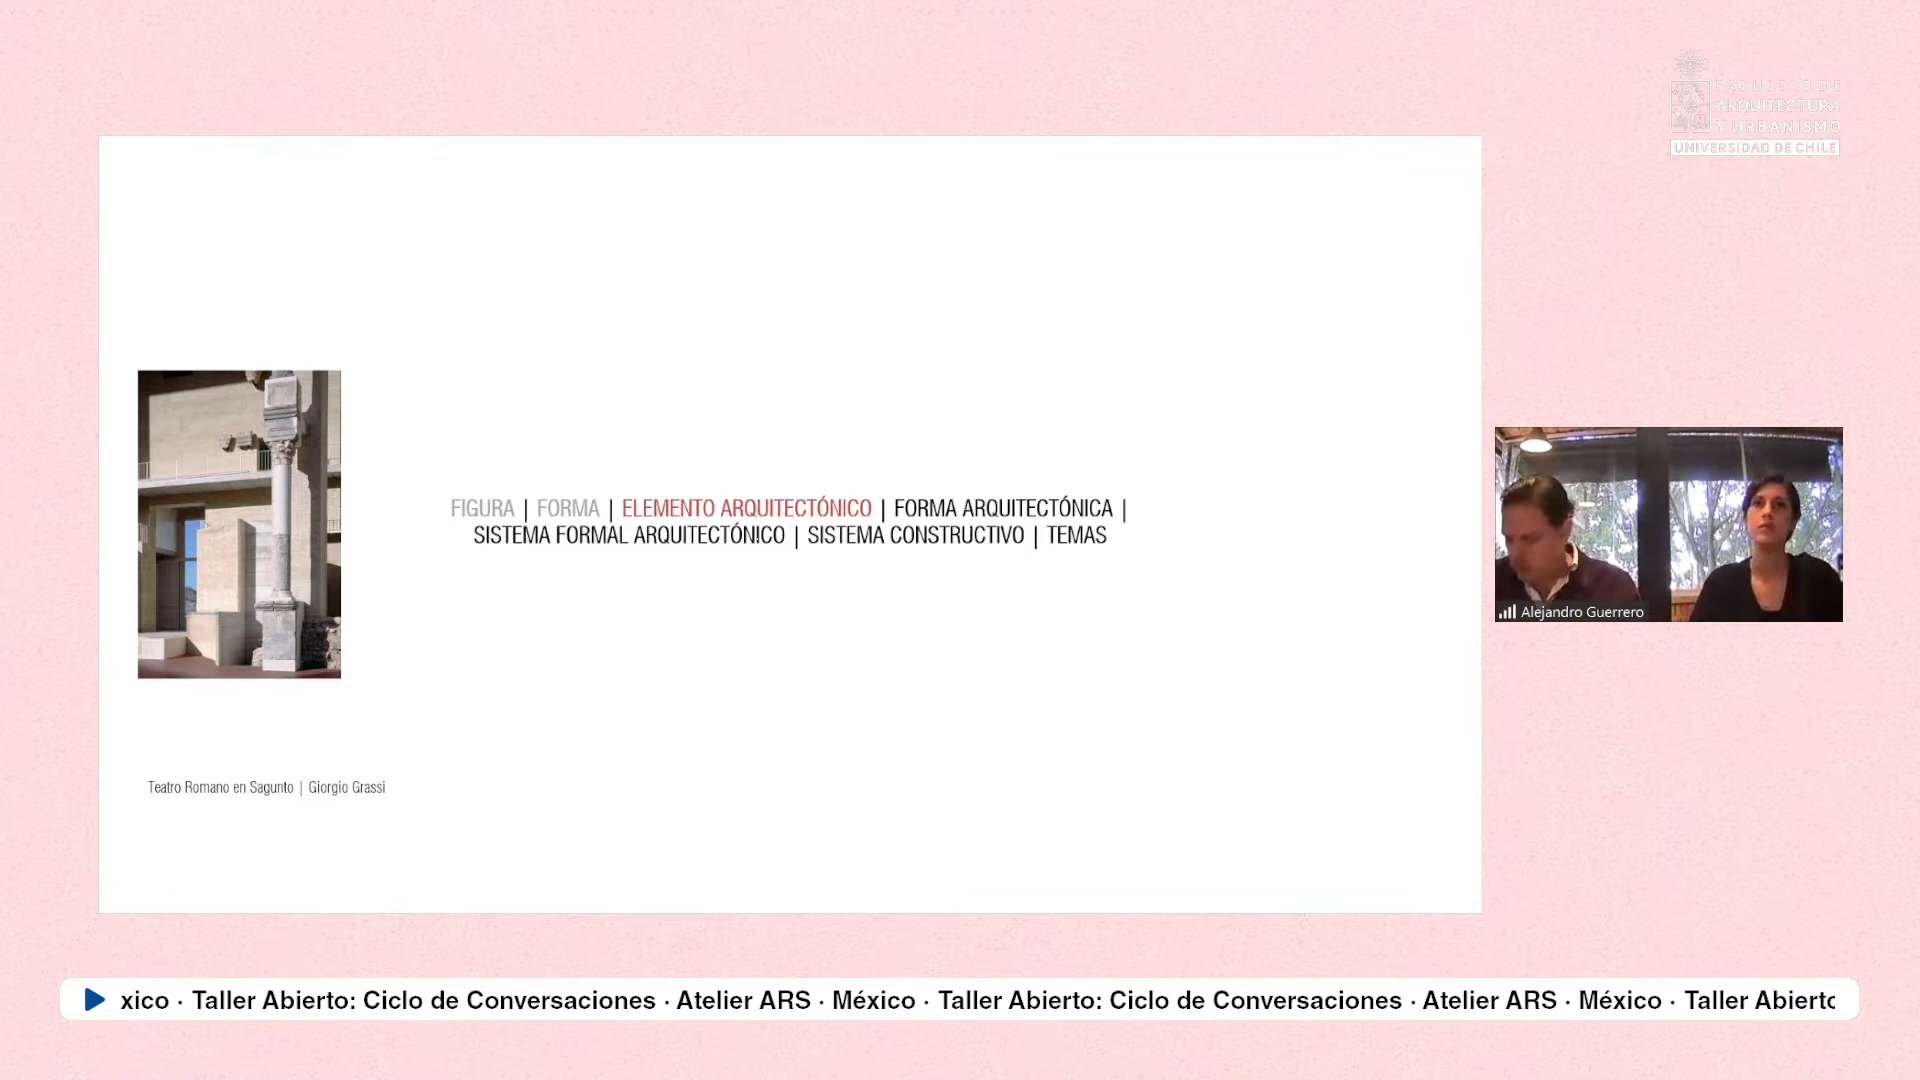 FACULTAD DE
ARQUITECTURA
Y URBANISMO
UNIVERSIDAD DE CHILE
FIGURA | FORMA | ELEMENTO ARQUITECTÓNICO | FORMA ARQUITECTÓNICA |
SISTEMA FORMAL ARQUITECTÓNICO | SISTEMA CONSTRUCTIVO | TEMAS
Alejandro Guerrero
Teatro Romano en Sagunto | Giorgio Grassi
xico · Taller Abierto: Ciclo de Conversaciones · Atelier ARS · México · Taller Abierto: Ciclo de Conversaciones · Atelier ARS · México · Taller Abierto